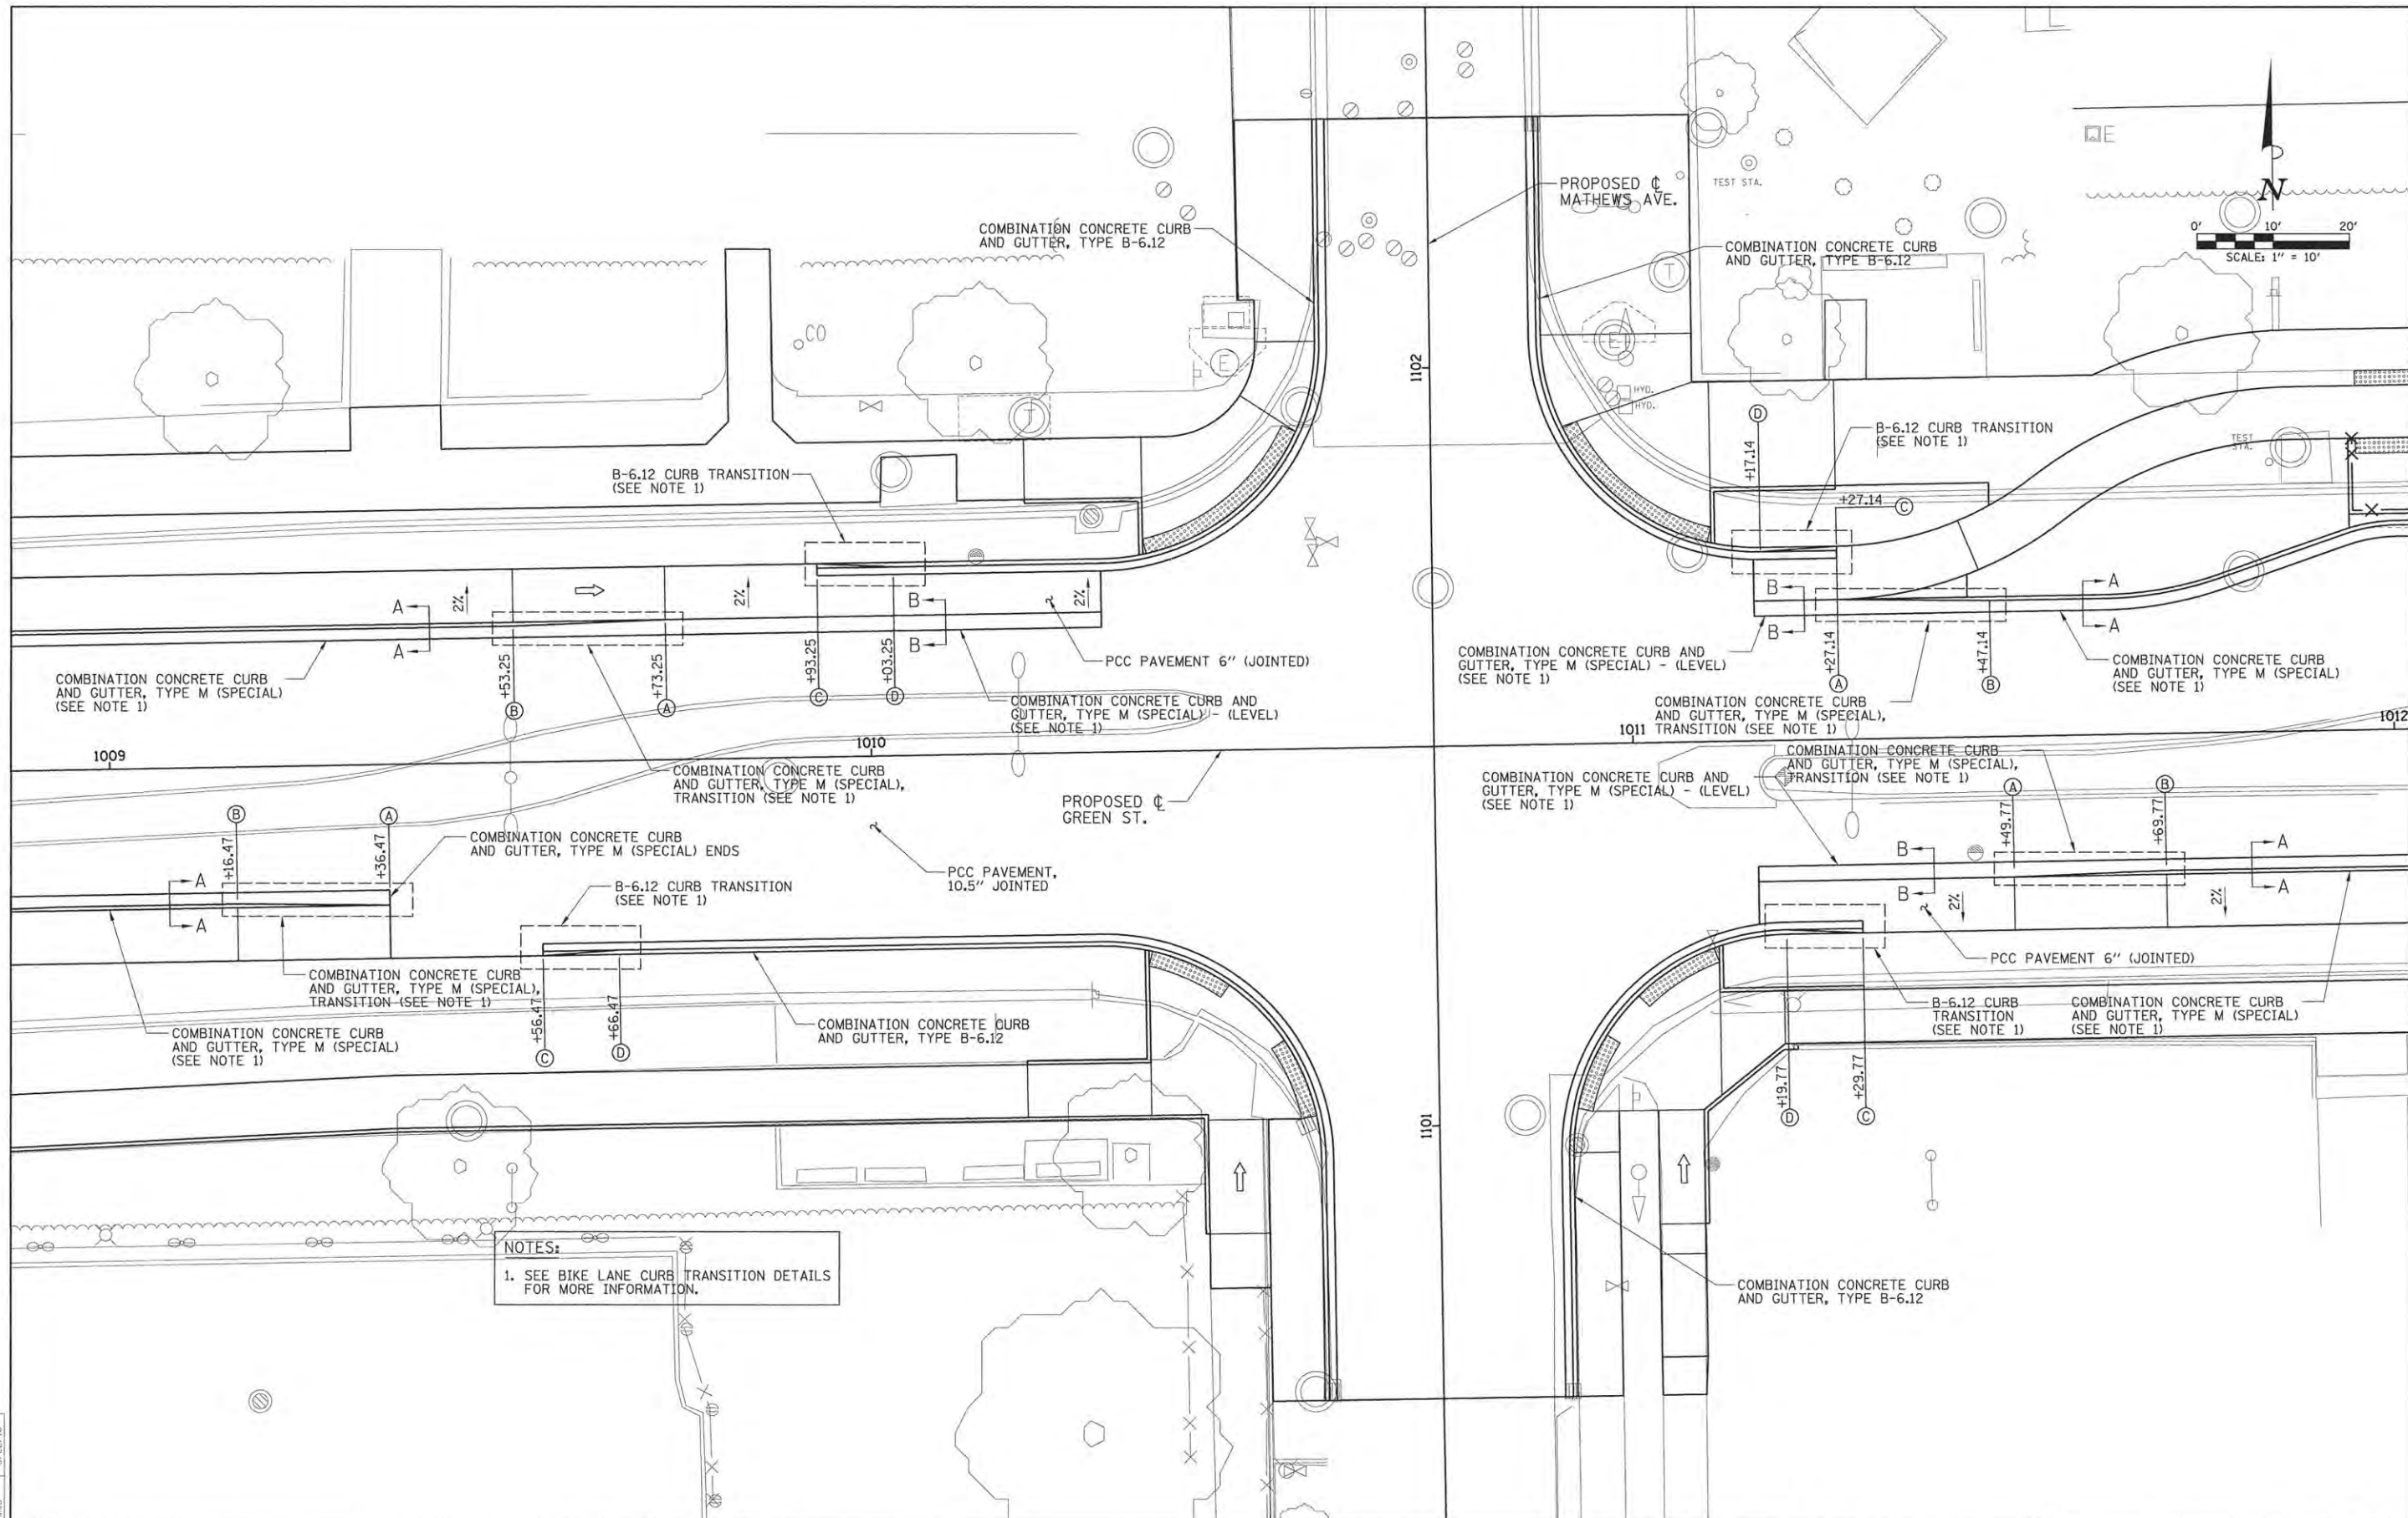 PROPOSED ℄
MATHEWS AVE.
TEST STA.
E
N
0' 10' 20'
SCALE: 1" = 10'
COMBINATION CONCRETE CURB
AND GUTTER, TYPE B-6.12
COMBINATION CONCRETE CURB
AND GUTTER, TYPE B-6.12
T
CO
E
E
T
1102
HYD.
HYD.
D
+17.14
B-6.12 CURB TRANSITION
(SEE NOTE 1)
TEST
STA.
B-6.12 CURB TRANSITION
(SEE NOTE 1)
+27.14
C
A
A
2%
2%
2%
B
B
B
B
A
A
COMBINATION CONCRETE CURB
AND GUTTER, TYPE M (SPECIAL)
(SEE NOTE 1)
+53.25
B
+73.25
A
+93.25
C
+03.25
D
PCC PAVEMENT 6" (JOINTED)
COMBINATION CONCRETE CURB AND
GUTTER, TYPE M (SPECIAL) - (LEVEL)
(SEE NOTE 1)
COMBINATION CONCRETE CURB AND
GUTTER, TYPE M (SPECIAL) - (LEVEL)
(SEE NOTE 1)
+27.14
A
+47.14
B
COMBINATION CONCRETE CURB
AND GUTTER, TYPE M (SPECIAL)
(SEE NOTE 1)
COMBINATION CONCRETE CURB
AND GUTTER, TYPE M (SPECIAL),
TRANSITION (SEE NOTE 1)
1009
1010
1011
1012
COMBINATION CONCRETE CURB
AND GUTTER, TYPE M (SPECIAL),
TRANSITION (SEE NOTE 1)
PROPOSED ℄
GREEN ST.
COMBINATION CONCRETE CURB AND
GUTTER, TYPE M (SPECIAL) - (LEVEL)
(SEE NOTE 1)
COMBINATION CONCRETE CURB
AND GUTTER, TYPE M (SPECIAL),
TRANSITION (SEE NOTE 1)
B
+16.47
A
+36.47
COMBINATION CONCRETE CURB
AND GUTTER, TYPE M (SPECIAL) ENDS
A
A
B-6.12 CURB TRANSITION
(SEE NOTE 1)
PCC PAVEMENT,
10.5" JOINTED
A
+49.77
B
+69.77
B
B
A
A
2%
2%
PCC PAVEMENT 6" (JOINTED)
COMBINATION CONCRETE CURB
AND GUTTER, TYPE M (SPECIAL),
TRANSITION (SEE NOTE 1)
COMBINATION CONCRETE CURB
AND GUTTER, TYPE M (SPECIAL)
(SEE NOTE 1)
+56.47
C
+66.47
D
COMBINATION CONCRETE CURB
AND GUTTER, TYPE B-6.12
B-6.12 CURB
TRANSITION
(SEE NOTE 1)
COMBINATION CONCRETE CURB
AND GUTTER, TYPE M (SPECIAL)
(SEE NOTE 1)
+19.77
D
+29.77
C
1101
NOTES:
1. SEE BIKE LANE CURB TRANSITION DETAILS
FOR MORE INFORMATION.
COMBINATION CONCRETE CURB
AND GUTTER, TYPE B-6.12